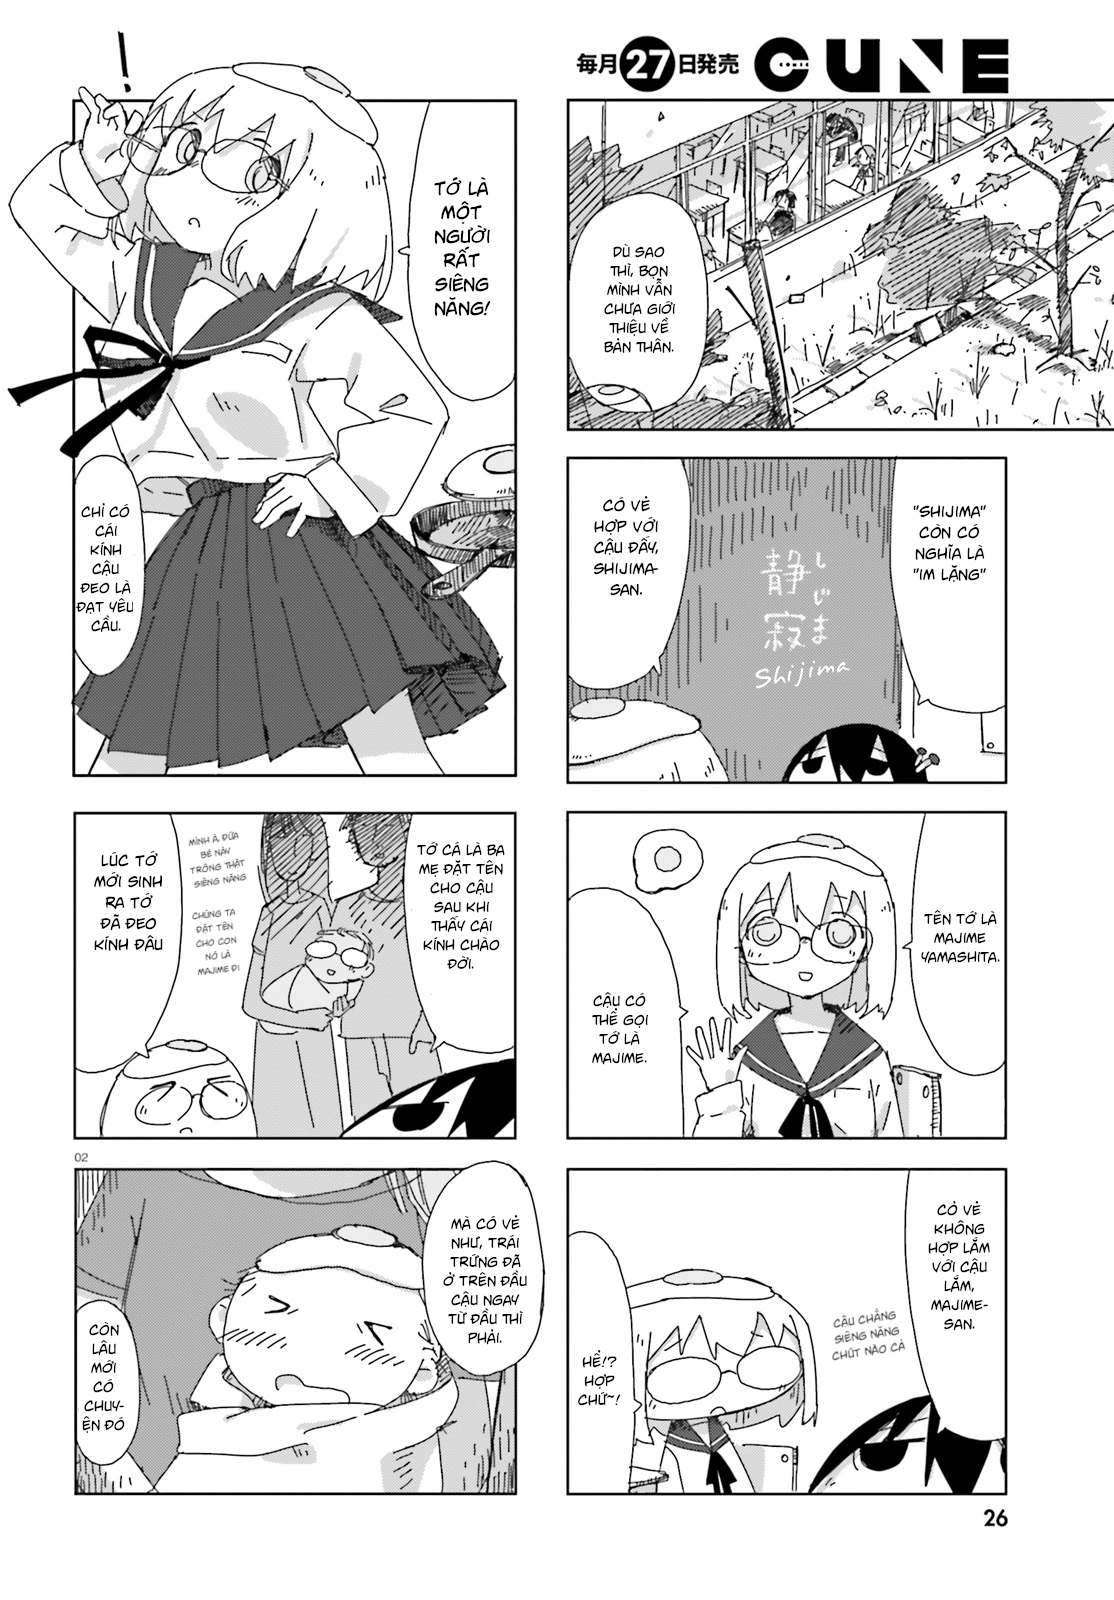 毎月27日発売 COMIC CUNE
DÙ SAO
THÌ, BỌN
MÌNH VẪN
CHƯA GIỚI
THIỆU VỀ
BẢN THÂN.
"SHIJIMA"
CÒN CÓ
NGHĨA LÀ
"IM LẶNG"
静寂
しじま
Shijima
CÓ VẺ
HỢP VỚI
CẬU ĐẤY,
SHIJIMA-
SAN.
TÊN TỚ LÀ
MAJIME
YAMASHITA.
CẬU CÓ
THỂ GỌI
TỚ LÀ
MAJIME.
CÓ VẺ
KHÔNG
HỢP LẮM
VỚI CẬU
LẮM,
MAJIME-
SAN.
CẬU CHẲNG
SIÊNG NĂNG
CHÚT NÀO CẢ
HỂ!?
HỢP
CHỨ~!
26
!
TỚ LÀ
MỘT
NGƯỜI
RẤT
SIÊNG
NĂNG!
CHỈ CÓ
CÁI
KÍNH
CẬU
ĐEO LÀ
ĐẠT YÊU
CẦU.
TỚ CÁ LÀ BA
MẸ ĐẶT TÊN
CHO CẬU
SAU KHI
THẤY CÁI
KÍNH CHÀO
ĐỜI.
MÌNH À, ĐỨA
BÉ NÀY
TRÔNG THẬT
SIÊNG NĂNG
CHÚNG TA
ĐẶT TÊN
CHO CON
NÓ LÀ
MAJIME ĐI
LÚC TỚ
MỚI SINH
RA TỚ
ĐÃ ĐEO
KÍNH ĐÂU
02
MÀ CÓ VẺ
NHƯ, TRÁI
TRỨNG ĐÃ
Ở TRÊN ĐẦU
CẬU NGAY
TỪ ĐẦU THÌ
PHẢI.
CÒN
LÂU
MỚI
CÓ
CHUY-
ỆN ĐÓ